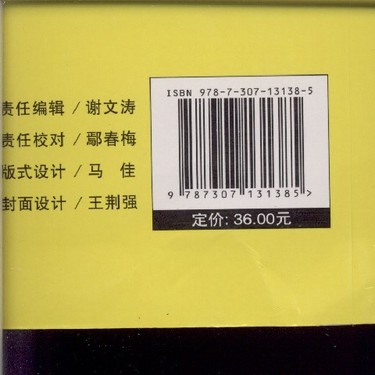 责任编辑 / 谢文涛
责任校对 / 鄢春梅
版式设计 / 马 佳
封面设计 / 王荆强
ISBN 978-7-307-13138-5
9 787307 131385 >
定价: 36.00元